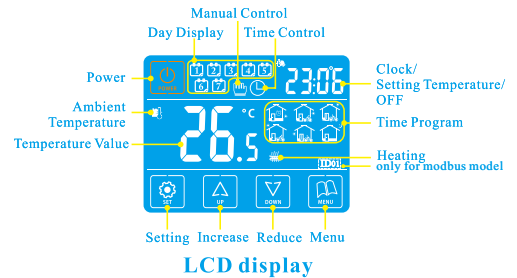 Manual Control
Day Display
Time Control
1 2 3 4 5
6 7
23:06
Clock/
Setting Temperature/
OFF
Power
POWER
Ambient
Temperature
Temperature Value
26.5
°C
Time Program
Heating
ID01
only for modbus model
SET
UP
DOWN
MENU
Setting
Increase
Reduce
Menu
LCD display